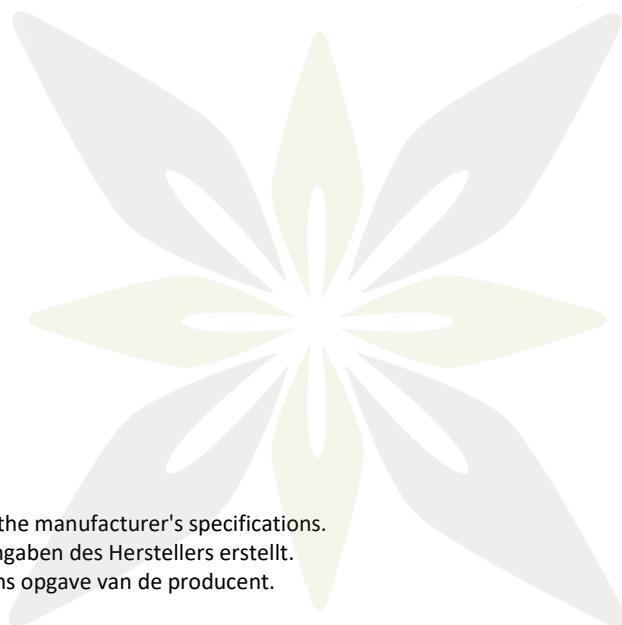 the manufacturer's specifications.
ngaben des Herstellers erstellt.
ns opgave van de producent.